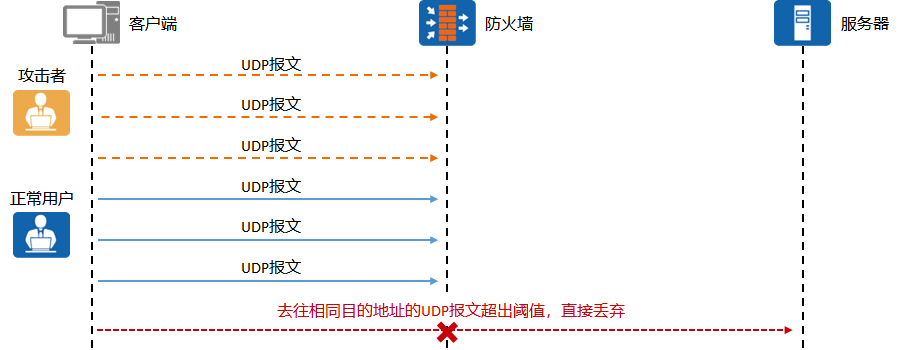 客户端
防火墙
服务器
攻击者
UDP报文
UDP报文
UDP报文
正常用户
UDP报文
UDP报文
UDP报文
去往相同目的地址的UDP报文超出阈值，直接丢弃